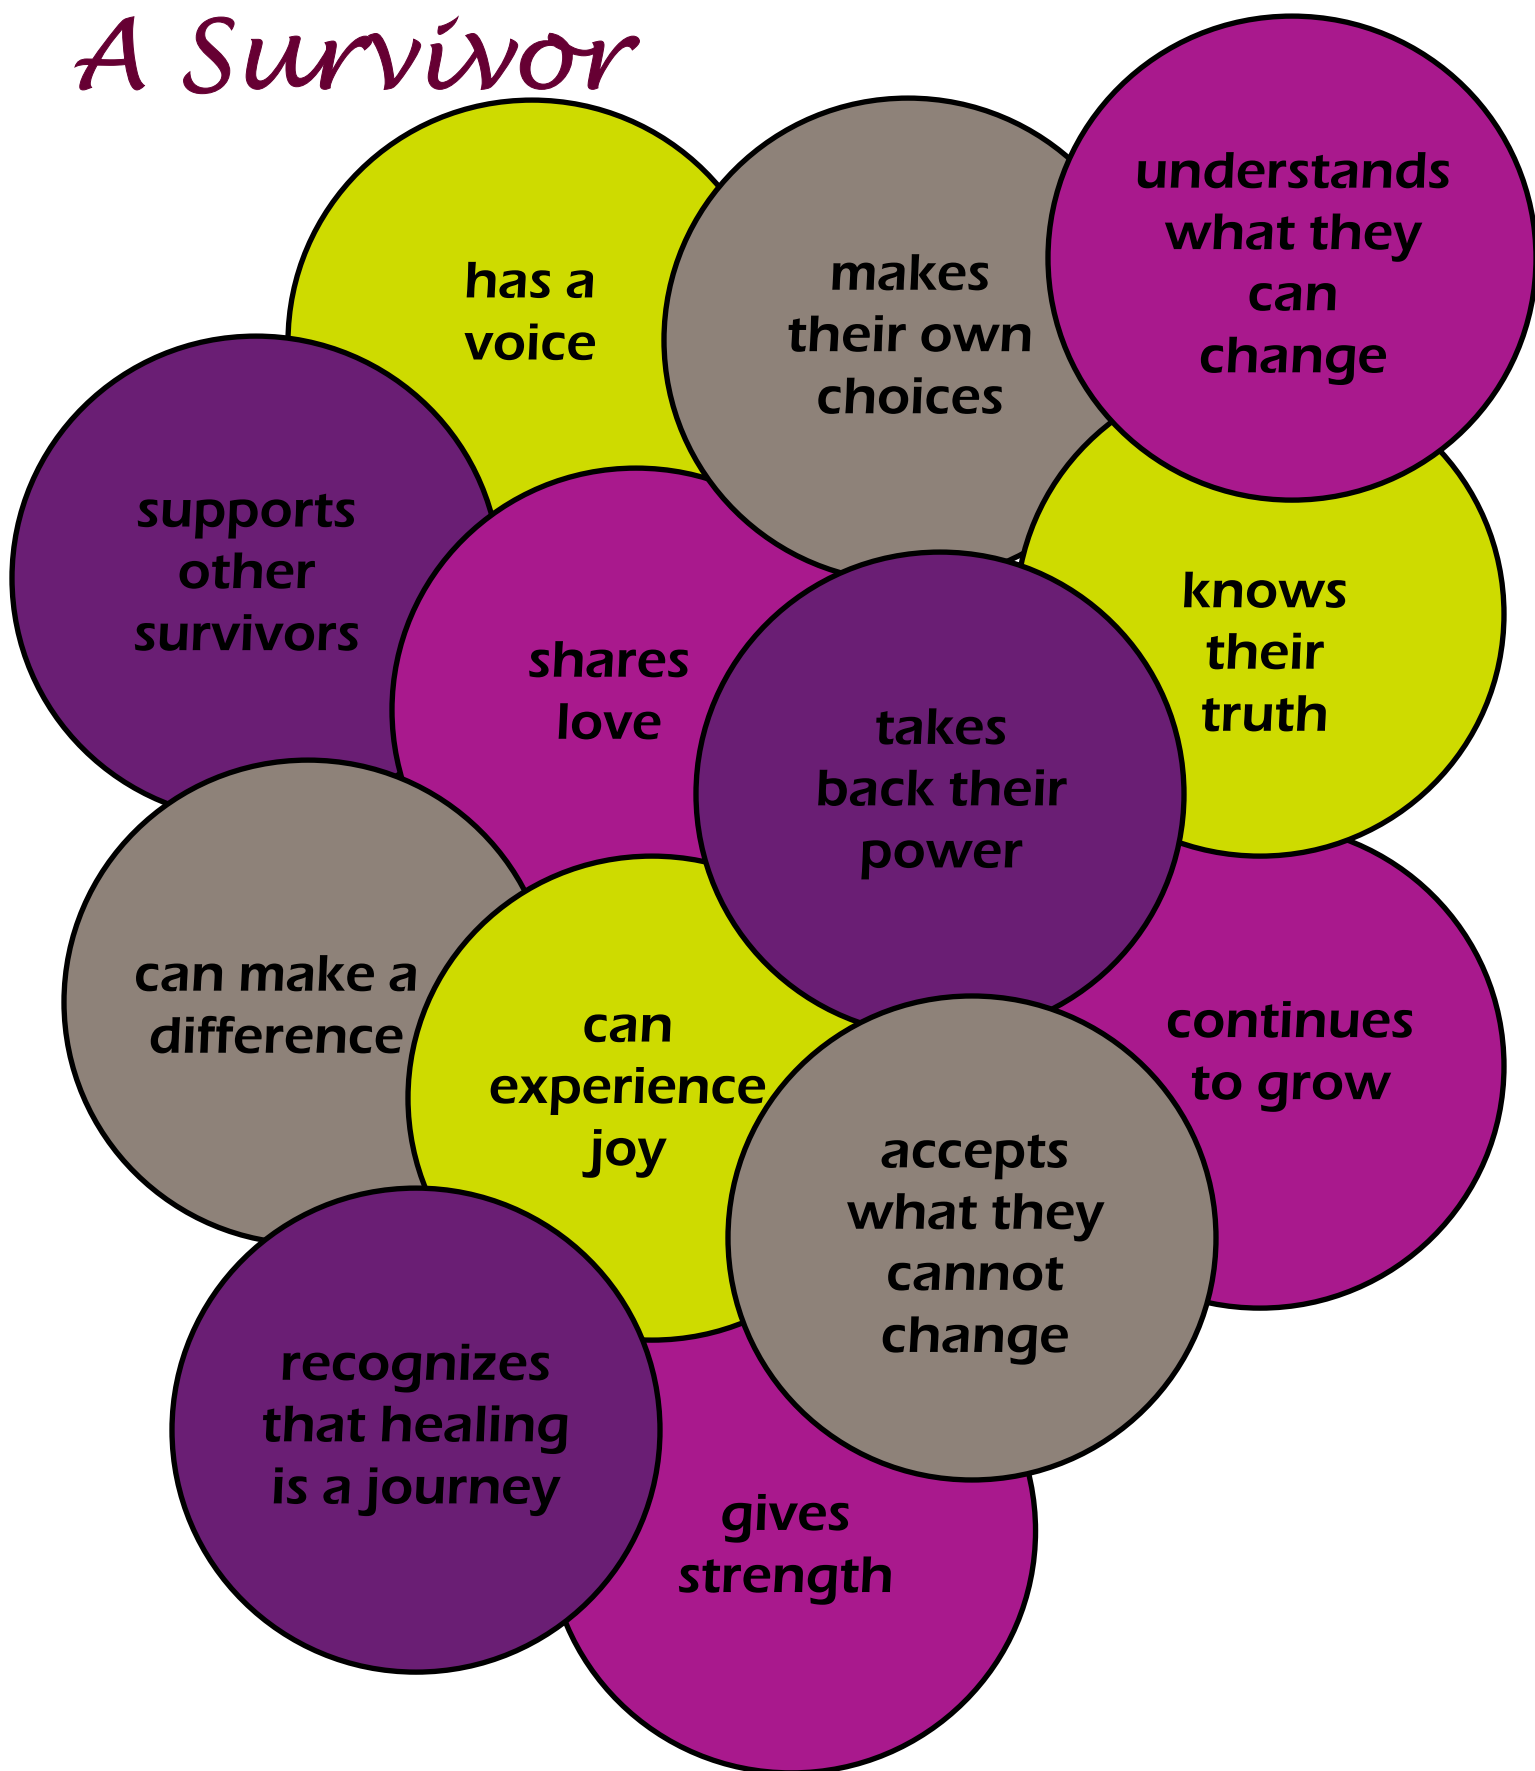 A Survivor
has a
voice
makes
their own
choices
understands
what they
can
change
supports
other
survivors
shares
love
takes
back their
power
knows
their
truth
can make a
difference
can
experience
joy
continues
to grow
accepts
what they
cannot
change
recognizes
that healing
is a journey
gives
strength